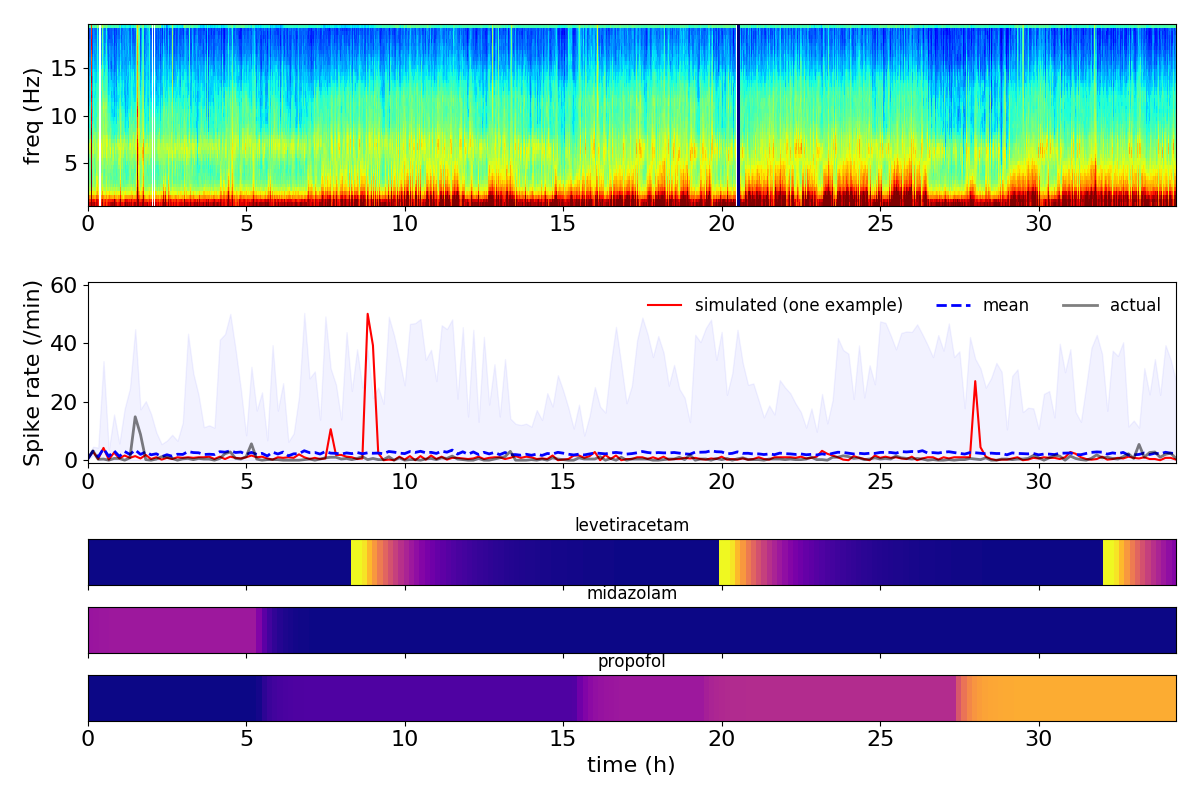 freq (Hz)
15
10
5
0 5 10 15 20 25 30
Spike rate (/min)
60
40
20
0
simulated (one example) mean actual
0 5 10 15 20 25 30
levetiracetam
midazolam
propofol
0 5 10 15 20 25 30
time (h)